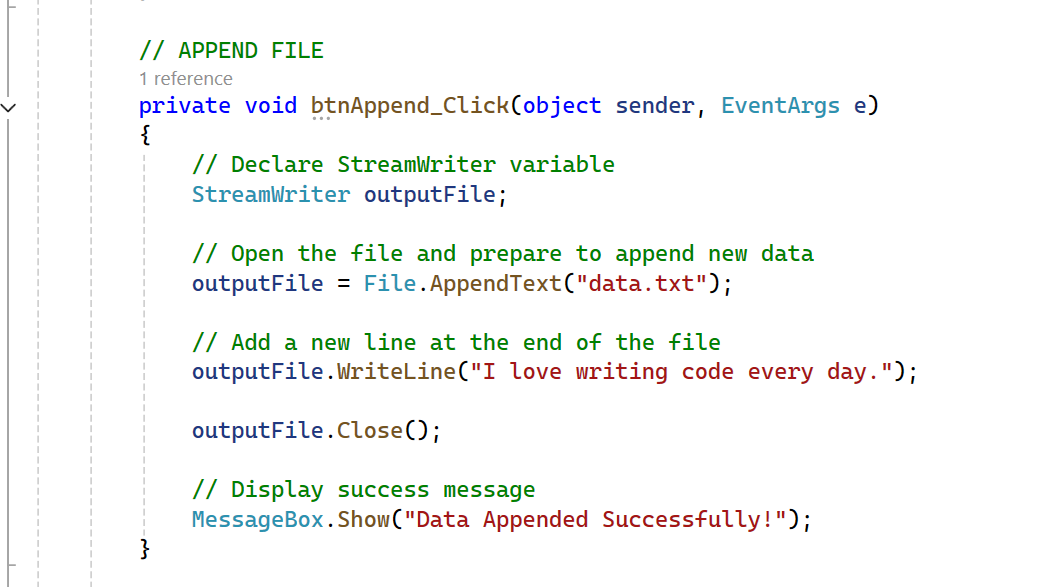 // APPEND FILE
1 reference
private void btnAppend_Click(object sender, EventArgs e)
{
// Declare StreamWriter variable
StreamWriter outputFile;
// Open the file and prepare to append new data
outputFile = File.AppendText("data.txt");
// Add a new line at the end of the file
outputFile.WriteLine("I love writing code every day.");
outputFile.Close();
// Display success message
MessageBox.Show("Data Appended Successfully!");
}